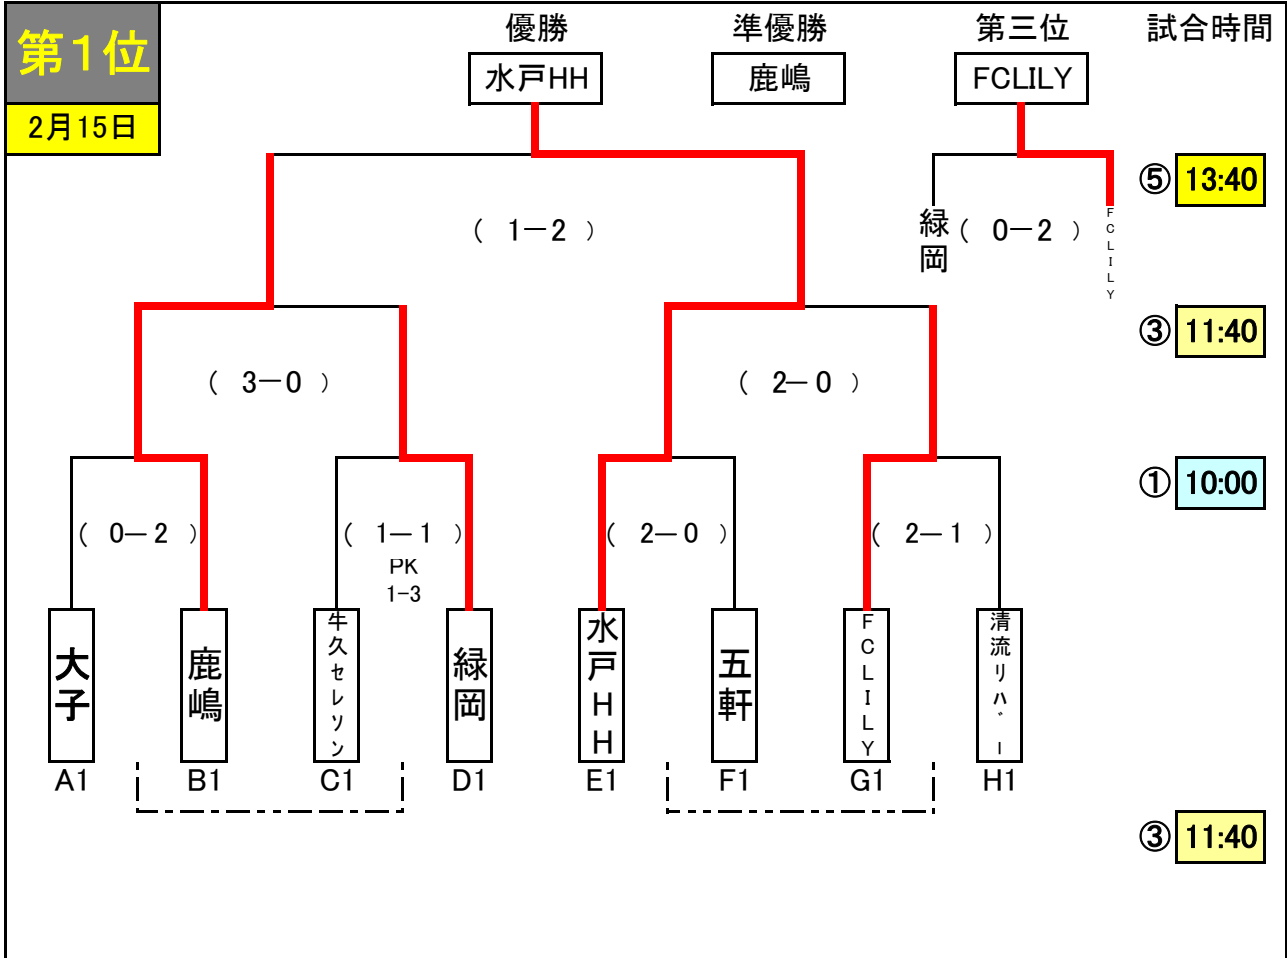 第1位
2月15日
優勝 準優勝 第三位 試合時間
水戸HH 鹿嶋 FCLILY
⑤ 13:40
( 1－2 )
緑岡 ( 0－2 ) FCLILY
③ 11:40
( 3－0 ) ( 2－0 )
① 10:00
( 0－2 ) ( 1－1 ) ( 2－0 ) ( 2－1 )
PK
1-3
大子 鹿嶋 牛久セレソン 緑岡 水戸HH 五軒 FCLILY 清流リバー
A1 B1 C1 D1 E1 F1 G1 H1
③ 11:40